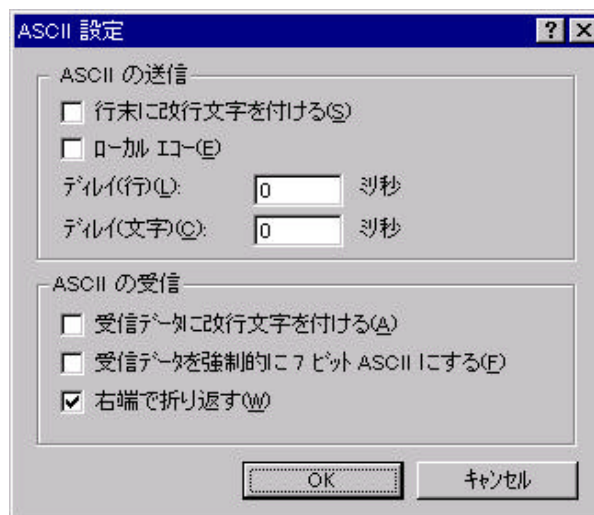 ASCII 設定
ASCII の送信
行末に改行文字を付ける(S)
ﾛｰｶﾙ ｴｺｰ(E)
ﾃﾞｨﾚｲ(行)(L): 0 ﾐﾘ秒
ﾃﾞｨﾚｲ(文字)(C): 0 ﾐﾘ秒
ASCII の受信
受信ﾃﾞｰﾀに改行文字を付ける(A)
受信ﾃﾞｰﾀを強制的に 7 ﾋﾞｯﾄ ASCII にする(F)
右端で折り返す(W)
OK ｷｬﾝｾﾙ